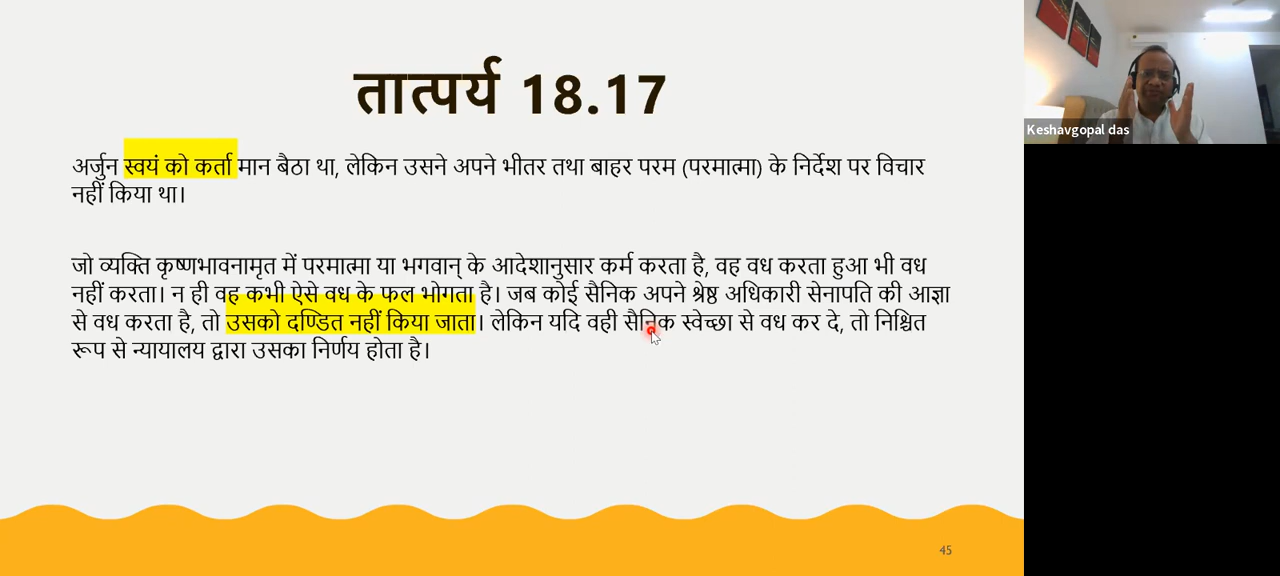 तात्पर्य 18.17
अर्जुन स्वयं को कर्ता मान बैठा था, लेकिन उसने अपने भीतर तथा बाहर परम (परमात्मा) के निर्देश पर विचार
नहीं किया था।
जो व्यक्ति कृष्णभावनामृत में परमात्मा या भगवान् के आदेशानुसार कर्म करता है, वह वध करता हुआ भी वध
नहीं करता। न ही वह कभी ऐसे वध के फल भोगता है। जब कोई सैनिक अपने श्रेष्ठ अधिकारी सेनापति की आज्ञा
से वध करता है, तो उसको दण्डित नहीं किया जाता। लेकिन यदि वही सैनिक स्वेच्छा से वध कर दे, तो निश्चित
रूप से न्यायालय द्वारा उसका निर्णय होता है।
45
Keshavgopal das